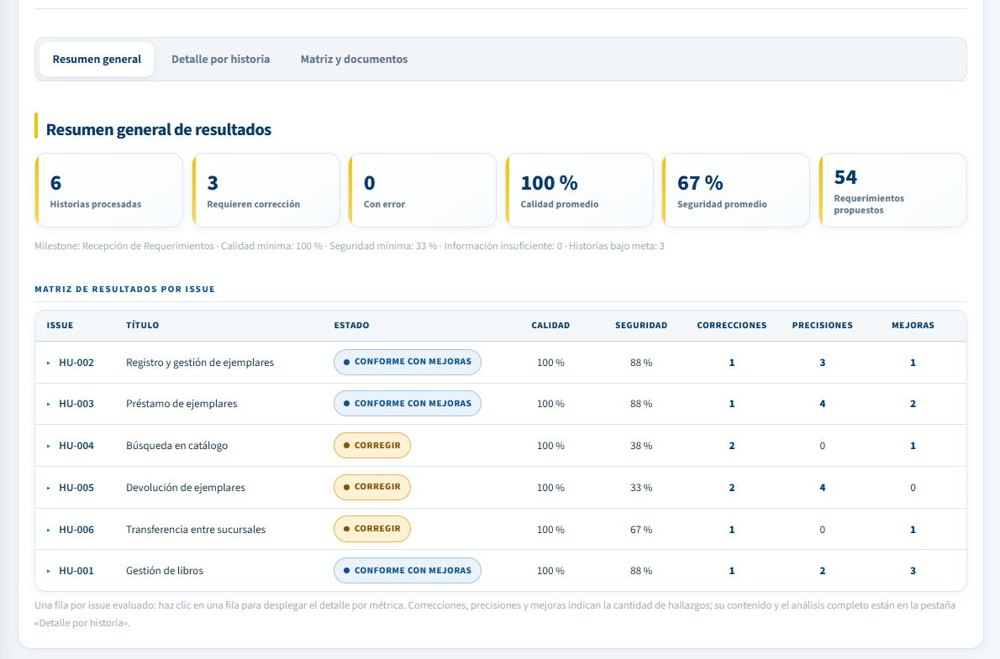 Resumen general Detalle por historia Matriz y documentos
Resumen general de resultados
6 3 0 100 % 67 % 54
Historias procesadas Requieren corrección Con error Calidad promedio Seguridad promedio Requerimientos propuestos
Milestone: Recepción de Requerimientos · Calidad mínima: 100 % · Seguridad mínima: 33 % · Información insuficiente: 0 · Historias bajo meta: 3
MATRIZ DE RESULTADOS POR ISSUE
ISSUE TÍTULO ESTADO CALIDAD SEGURIDAD CORRECCIONES PRECISIONES MEJORAS
HU-002 Registro y gestión de ejemplares CONFORME CON MEJORAS 100 % 88 % 1 3 1
HU-003 Préstamo de ejemplares CONFORME CON MEJORAS 100 % 88 % 1 4 2
HU-004 Búsqueda en catálogo CORREGIR 100 % 38 % 2 0 1
HU-005 Devolución de ejemplares CORREGIR 100 % 33 % 2 4 0
HU-006 Transferencia entre sucursales CORREGIR 100 % 67 % 1 0 1
HU-001 Gestión de libros CONFORME CON MEJORAS 100 % 88 % 1 2 3
Una fila por issue evaluado: haz clic en una fila para desplegar el detalle por métrica. Correcciones, precisiones y mejoras indican la cantidad de hallazgos; su contenido y el análisis completo están en la pestaña
«Detalle por historia».